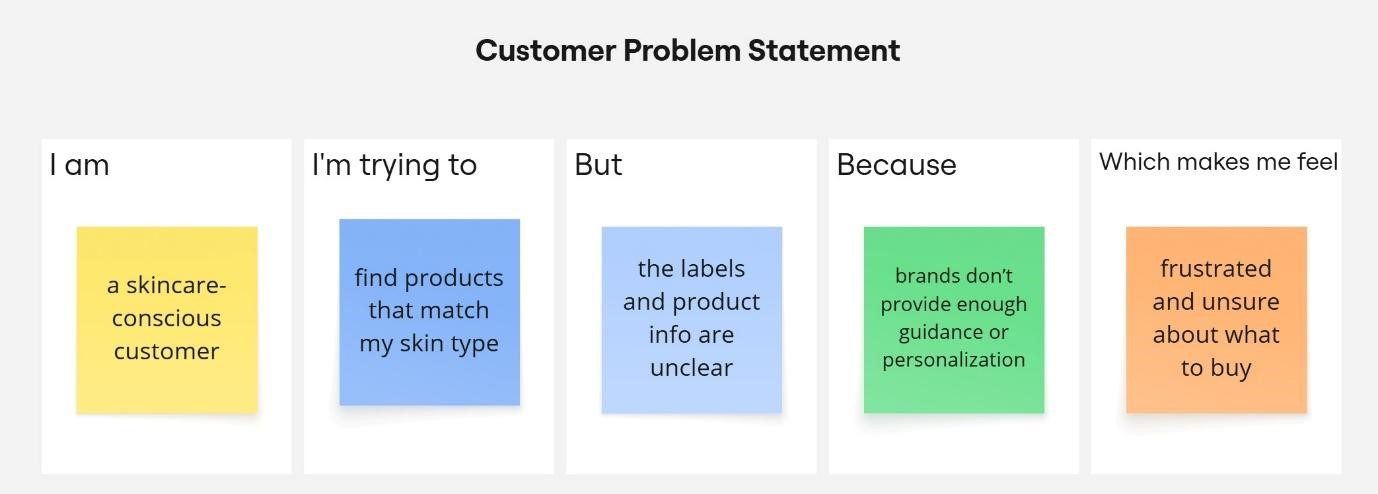 Customer Problem Statement
I am
a skincare-
conscious
customer
I'm trying to
find products
that match
my skin type
But
the labels
and product
info are
unclear
Because
brands don’t
provide enough
guidance or
personalization
Which makes me feel
frustrated
and unsure
about what
to buy